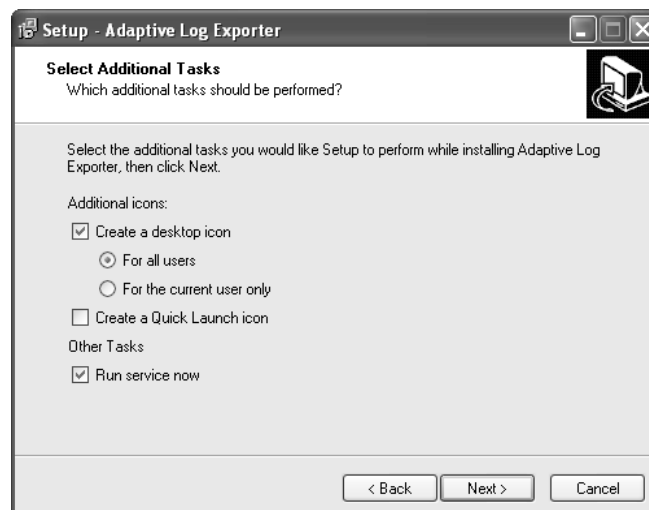 Setup - Adaptive Log Exporter
Select Additional Tasks
Which additional tasks should be performed?
Select the additional tasks you would like Setup to perform while installing Adaptive Log
Exporter, then click Next.
Additional icons:
Create a desktop icon
For all users
For the current user only
Create a Quick Launch icon
Other Tasks
Run service now
< Back Next > Cancel